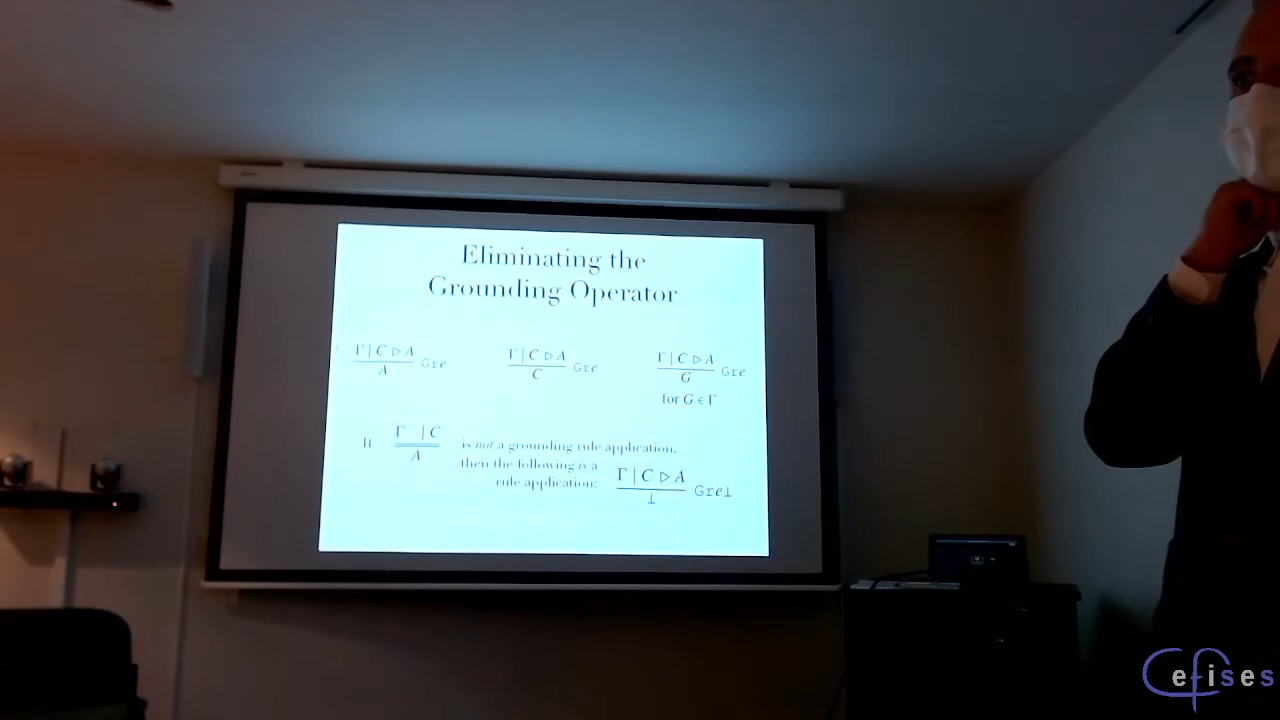 Eliminating the
Grounding Operator
Γ | C ▷ A
A
Gre
Γ | C ▷ A
C
Gre
Γ | C ▷ A
G
Gre
for G ∈ Γ
If
Γ | C
A
is not a grounding rule application,
then the following is a
rule application:
Γ | C ▷ A
⊥
Gre⊥
Cefises